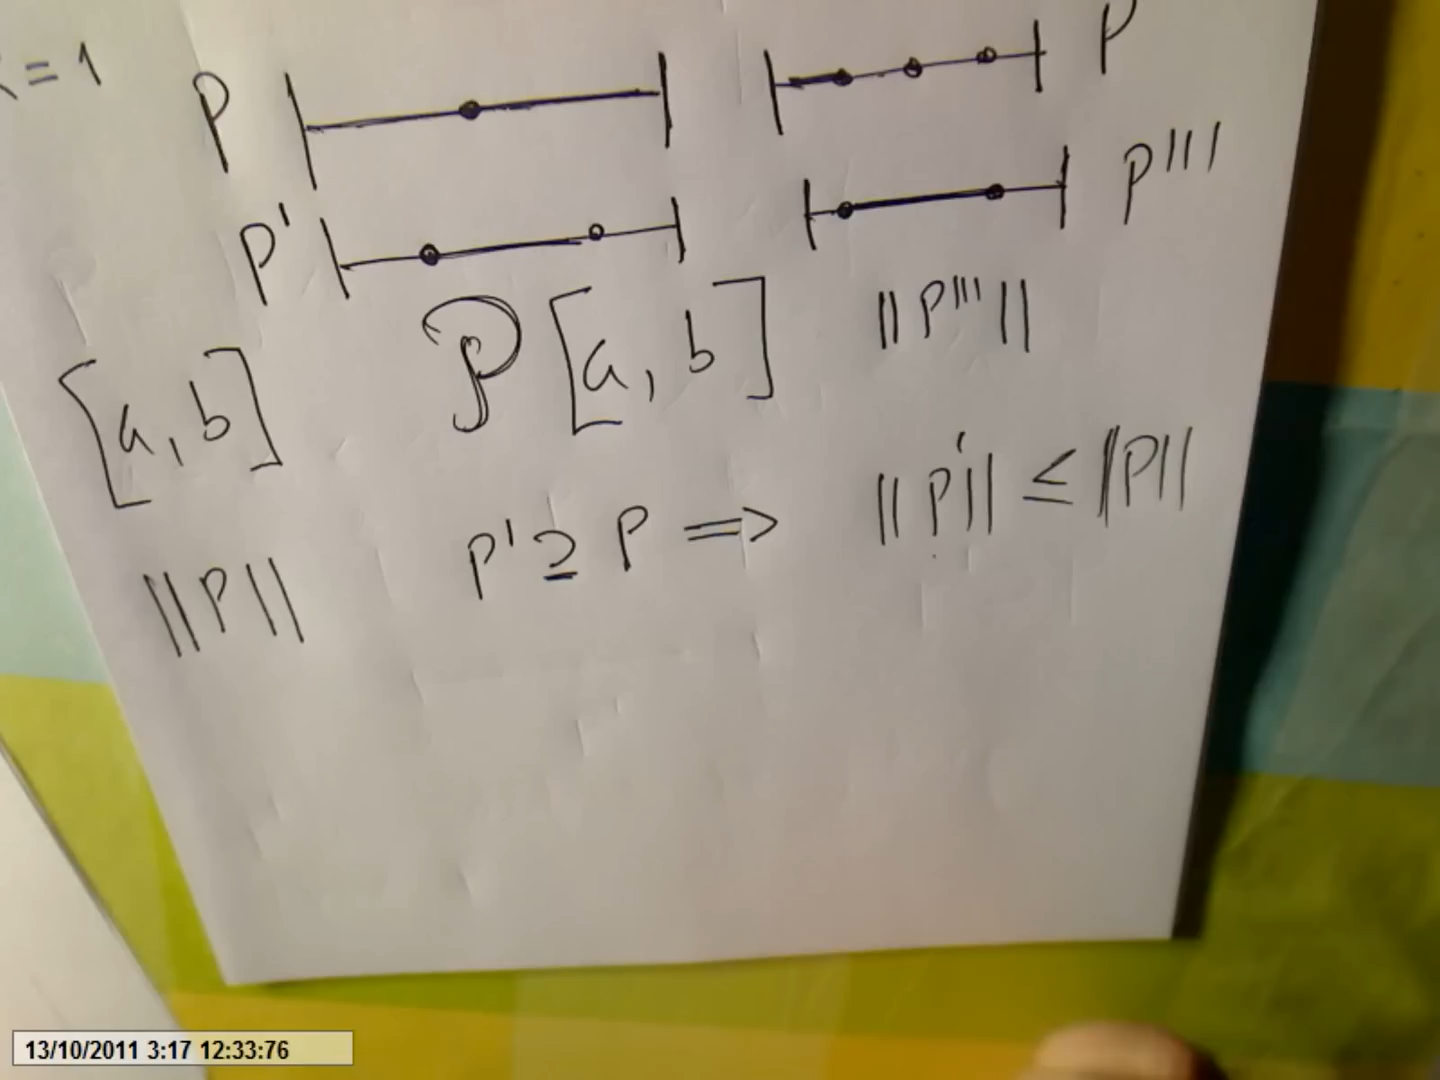 = 1
P
P
P'
P'''
[a, b]
𝒫 [a, b]
|| P''' ||
|| P || 
P' ⊇ P ⇒ || P' || ≤ || P ||
13/10/2011 3:17 12:33:76